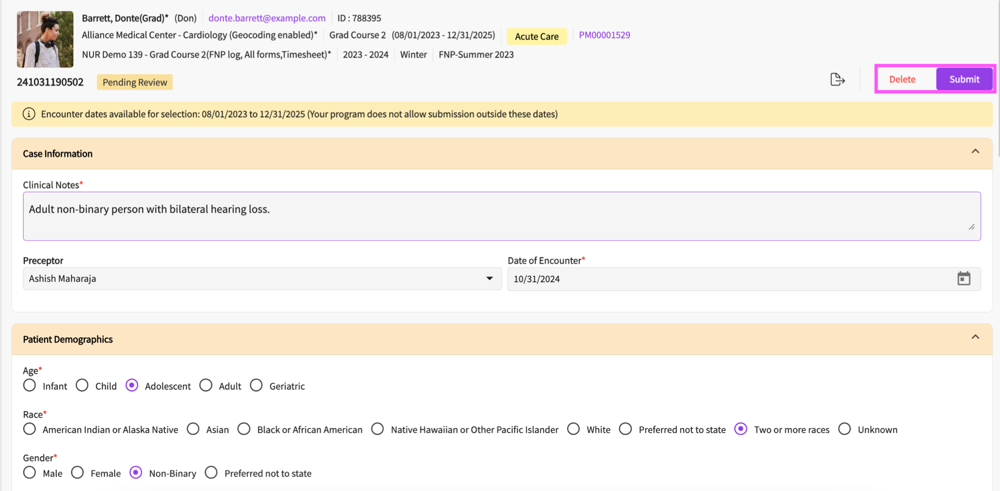 Barrett, Donte(Grad)* (Don) donte.barrett@example.com ID : 788395
Alliance Medical Center - Cardiology (Geocoding enabled)* Grad Course 2 (08/01/2023 - 12/31/2025) Acute Care PM00001529
NUR Demo 139 - Grad Course 2(FNP log, All forms,Timesheet)* 2023 - 2024 Winter FNP-Summer 2023
241031190502 Pending Review Delete Submit
Encounter dates available for selection: 08/01/2023 to 12/31/2025 (Your program does not allow submission outside these dates)
Case Information
Clinical Notes*
Adult non-binary person with bilateral hearing loss.
Preceptor Date of Encounter*
Ashish Maharaja 10/31/2024
Patient Demographics
Age*
Infant Child Adolescent Adult Geriatric
Race*
American Indian or Alaska Native Asian Black or African American Native Hawaiian or Other Pacific Islander White Preferred not to state Two or more races Unknown
Gender*
Male Female Non-Binary Preferred not to state